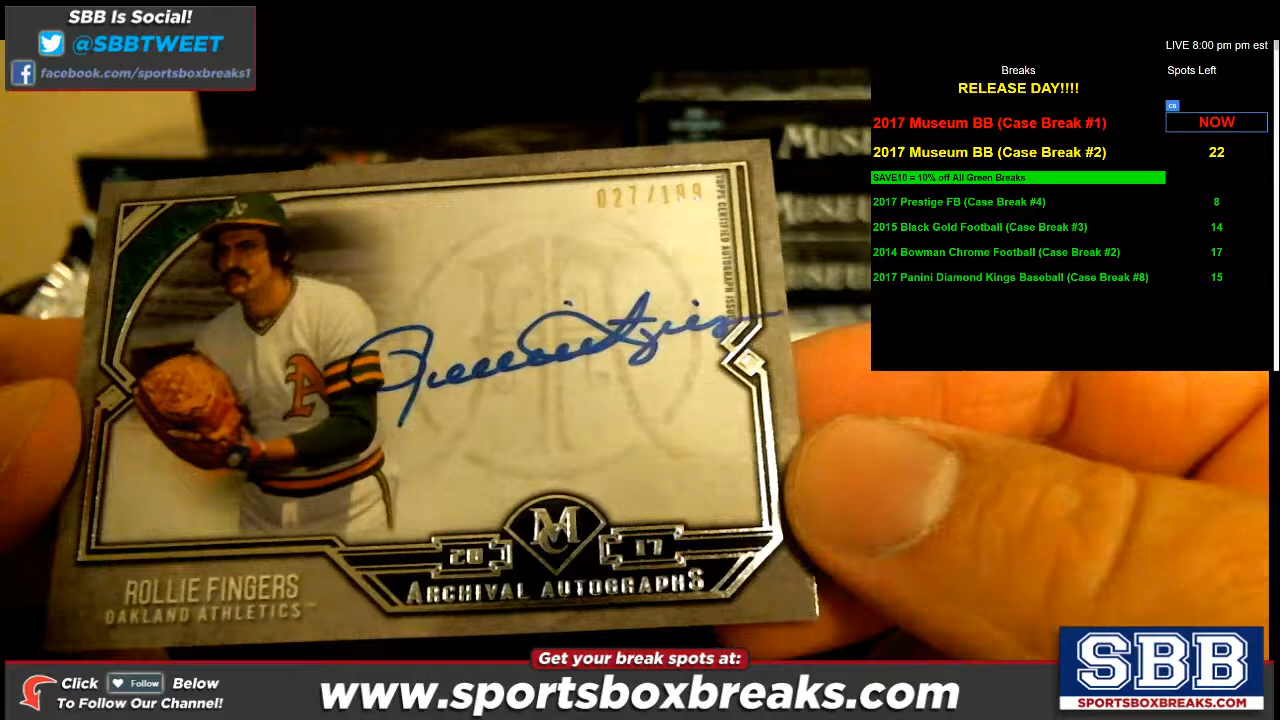 SBB Is Social!
@SBBTWEET
facebook.com/sportsboxbreaks1
LIVE 8:00 pm pm est
Breaks
Spots Left
RELEASE DAY!!!!
2017 Museum BB (Case Break #1)
NOW
2017 Museum BB (Case Break #2)
22
SAVE10 = 10% off All Green Breaks
2017 Prestige FB (Case Break #4)
8
2015 Black Gold Football (Case Break #3)
14
2014 Bowman Chrome Football (Case Break #2)
17
2017 Panini Diamond Kings Baseball (Case Break #8)
15
027/199
TOPPS CERTIFIED AUTOGRAPH ISSUE
A's
A
Rollie Fingers
MC
20 17
ARCHIVAL AUTOGRAPHS
ROLLIE FINGERS
OAKLAND ATHLETICS™
Get your break spots at:
www.sportsboxbreaks.com
Click Follow Below
To Follow Our Channel!
SBB
SPORTSBOXBREAKS.COM